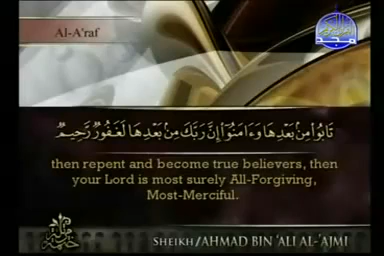 Al-A'raf
تَابُوا۟ مِنۢ بَعْدِهَا وَءَامَنُوٓا۟ إِنَّ رَبَّكَ مِنۢ بَعْدِهَا لَغَفُورٌ رَّحِيمٌ
then repent and become true believers, then
your Lord is most surely All-Forgiving,
Most-Merciful.
SHEIKH/AHMAD BIN 'ALI AL-'AJMI